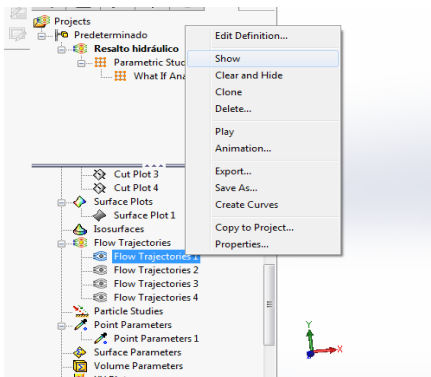 Projects
Predeterminado
Resalto hidráulico
Parametric Stuc
What If Ana
Edit Definition...
Show
Clear and Hide
Clone
Delete...
Play
Animation...
Export...
Save As...
Create Curves
Copy to Project...
Properties...
Cut Plot 3
Cut Plot 4
Surface Plots
Surface Plot 1
Isosurfaces
Flow Trajectories
Flow Trajectories 1
Flow Trajectories 2
Flow Trajectories 3
Flow Trajectories 4
Particle Studies
Point Parameters
Point Parameters 1
Surface Parameters
Volume Parameters
Y
X